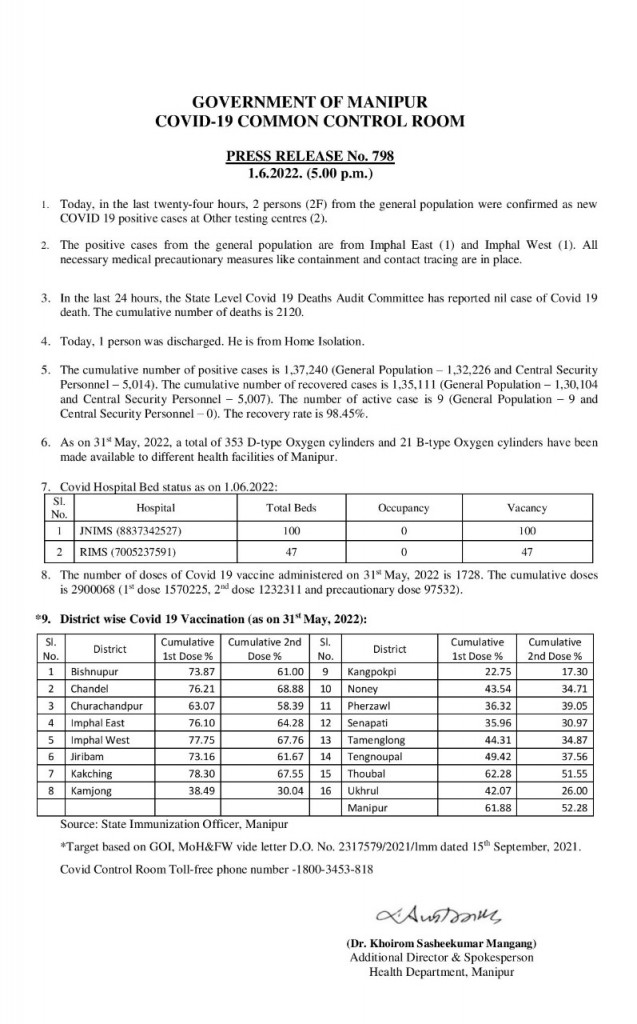 GOVERNMENT OF MANIPUR
COVID-19 COMMON CONTROL ROOM
PRESS RELEASE No. 798
1.6.2022. (5.00 p.m.)
1. Today, in the last twenty-four hours, 2 persons (2F) from the general population were confirmed as new
COVID 19 positive cases at Other testing centres (2).
2. The positive cases from the general population are from Imphal East (1) and Imphal West (1). All
necessary medical precautionary measures like containment and contact tracing are in place.
3. In the last 24 hours, the State Level Covid 19 Deaths Audit Committee has reported nil case of Covid 19
death. The cumulative number of deaths is 2120.
4. Today, 1 person was discharged. He is from Home Isolation.
5. The cumulative number of positive cases is 1,37,240 (General Population – 1,32,226 and Central Security
Personnel – 5,014). The cumulative number of recovered cases is 1,35,111 (General Population – 1,30,104
and Central Security Personnel – 5,007). The number of active case is 9 (General Population – 9 and
Central Security Personnel – 0). The recovery rate is 98.45%.
6. As on 31st May, 2022, a total of 353 D-type Oxygen cylinders and 21 B-type Oxygen cylinders have been
made available to different health facilities of Manipur.
7. Covid Hospital Bed status as on 1.06.2022:
Sl. No. Hospital Total Beds Occupancy Vacancy
1 JNIMS (8837342527) 100 0 100
2 RIMS (7005237591) 47 0 47
8. The number of doses of Covid 19 vaccine administered on 31st May, 2022 is 1728. The cumulative doses
is 2900068 (1st dose 1570225, 2nd dose 1232311 and precautionary dose 97532).
*9. District wise Covid 19 Vaccination (as on 31st May, 2022):
Sl. No. District Cumulative 1st Dose % Cumulative 2nd Dose % Sl. No. District Cumulative 1st Dose % Cumulative 2nd Dose %
1 Bishnupur 73.87 61.00 9 Kangpokpi 22.75 17.30
2 Chandel 76.21 68.88 10 Noney 43.54 34.71
3 Churachandpur 63.07 58.39 11 Pherzawl 36.32 39.05
4 Imphal East 76.10 64.28 12 Senapati 35.96 30.97
5 Imphal West 77.75 67.76 13 Tamenglong 44.31 34.87
6 Jiribam 73.16 61.67 14 Tengnoupal 49.42 37.56
7 Kakching 78.30 67.55 15 Thoubal 62.28 51.55
8 Kamjong 38.49 30.04 16 Ukhrul 42.07 26.00
Manipur 61.88 52.28
Source: State Immunization Officer, Manipur
*Target based on GOI, MoH&FW vide letter D.O. No. 2317579/2021/Imm dated 15th September, 2021.
Covid Control Room Toll-free phone number -1800-3453-818
(Dr. Khoirom Sasheekumar Mangang)
Additional Director & Spokesperson
Health Department, Manipur